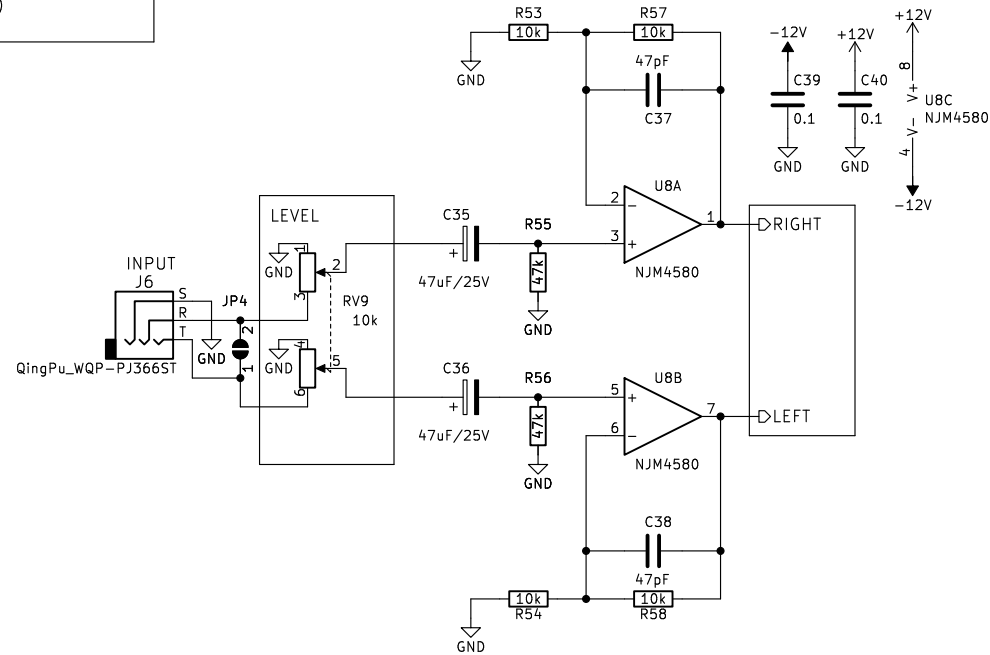 )
R53
10k
GND
R57
10k
47pF
C37
-12V
C39
0.1
GND
+12V
C40
0.1
GND
+12V
8
V+
U8C
NJM4580
V-
4
-12V
U8A
2
-
3
+
1
NJM4580
RIGHT
LEVEL
1
GND
2
3
RV9
10k
4
GND
5
6
C35
+
47uF/25V
R55
47k
GND
INPUT
J6
S
R
T
GND
QingPu_WQP-PJ366ST
JP4
2
1
C36
+
47uF/25V
R56
47k
GND
U8B
5
+
6
-
7
NJM4580
LEFT
C38
47pF
10k
R58
10k
R54
GND